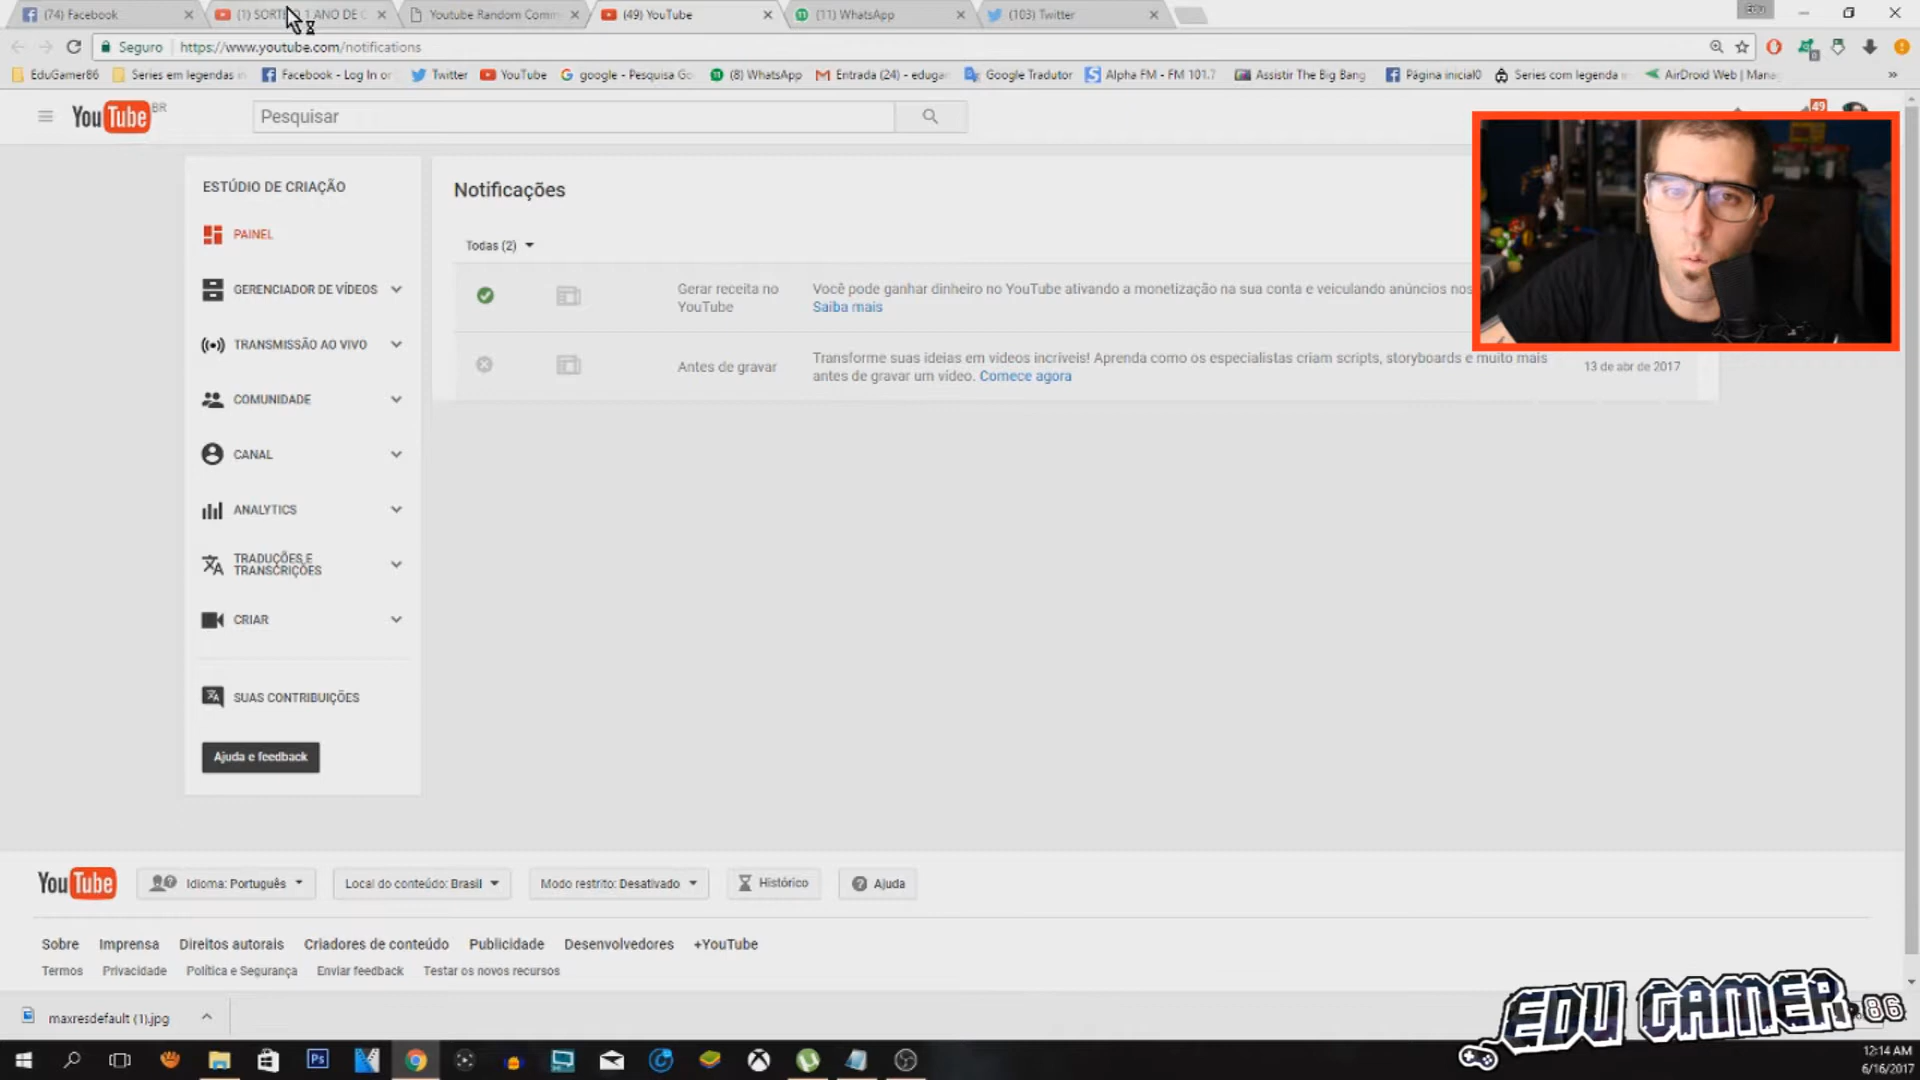 (74) Facebook
(1) SORTEIO 1 ANO DE C
Youtube Random Comm
(49) YouTube
(11) WhatsApp
(103) Twitter
Edu
Seguro
https://www.youtube.com/notifications
EduGamer86
Series em legendas in
Facebook - Log In or
Twitter
YouTube
google - Pesquisa Go
(8) WhatsApp
Entrada (24) - eduga
Google Tradutor
Alpha FM - FM 101.7
Assistir The Big Bang
Página inicial0
Series com legenda
AirDroid Web | Mana
»
YouTube BR
Pesquisar
49
ESTÚDIO DE CRIAÇÃO
PAINEL
GERENCIADOR DE VÍDEOS
TRANSMISSÃO AO VIVO
COMUNIDADE
CANAL
ANALYTICS
TRADUÇÕES E
TRANSCRIÇÕES
CRIAR
SUAS CONTRIBUIÇÕES
Ajuda e feedback
Notificações
Todas (2)
Gerar receita no
YouTube
Você pode ganhar dinheiro no YouTube ativando a monetização na sua conta e veiculando anúncios nos
Saiba mais
Antes de gravar
Transforme suas ideias em vídeos incríveis! Aprenda como os especialistas criam scripts, storyboards e muito mais
antes de gravar um vídeo. Comece agora
13 de abr de 2017
YouTube
Idioma: Português
Local do conteúdo: Brasil
Modo restrito: Desativado
Histórico
Ajuda
Sobre
Imprensa
Direitos autorais
Criadores de conteúdo
Publicidade
Desenvolvedores
+YouTube
Termos
Privacidade
Política e Segurança
Enviar feedback
Testar os novos recursos
maxresdefault (1).jpg
EDU GAMER 86
Ps
12:14 AM
6/16/2017